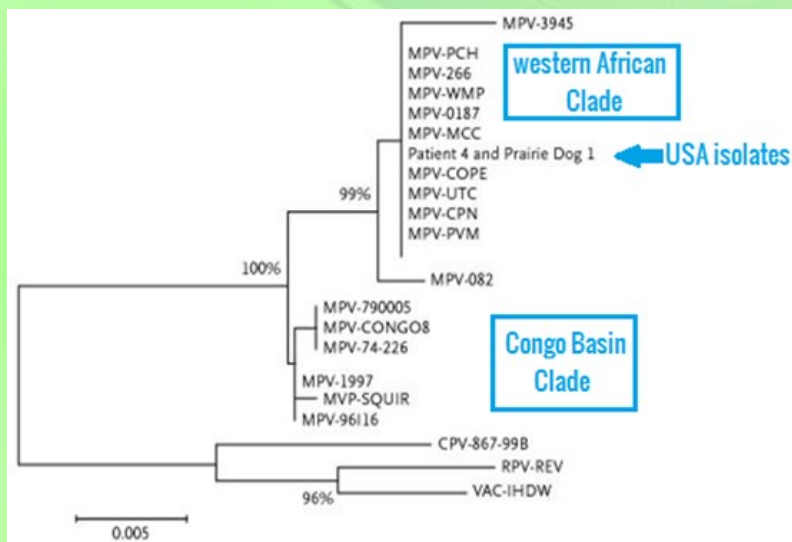 MPV-3945
MPV-PCH
MPV-266
MPV-WMP
MPV-0187
MPV-MCC
Patient 4 and Prairie Dog 1
MPV-COPE
MPV-UTC
MPV-CPN
MPV-PVM
western African
Clade
USA isolates
99%
MPV-082
100%
MPV-790005
MPV-CONGO8
MPV-74-226
MPV-1997
MVP-SQUIR
MPV-96I16
Congo Basin
Clade
CPV-867-99B
RPV-REV
96%
VAC-IHDW
0.005